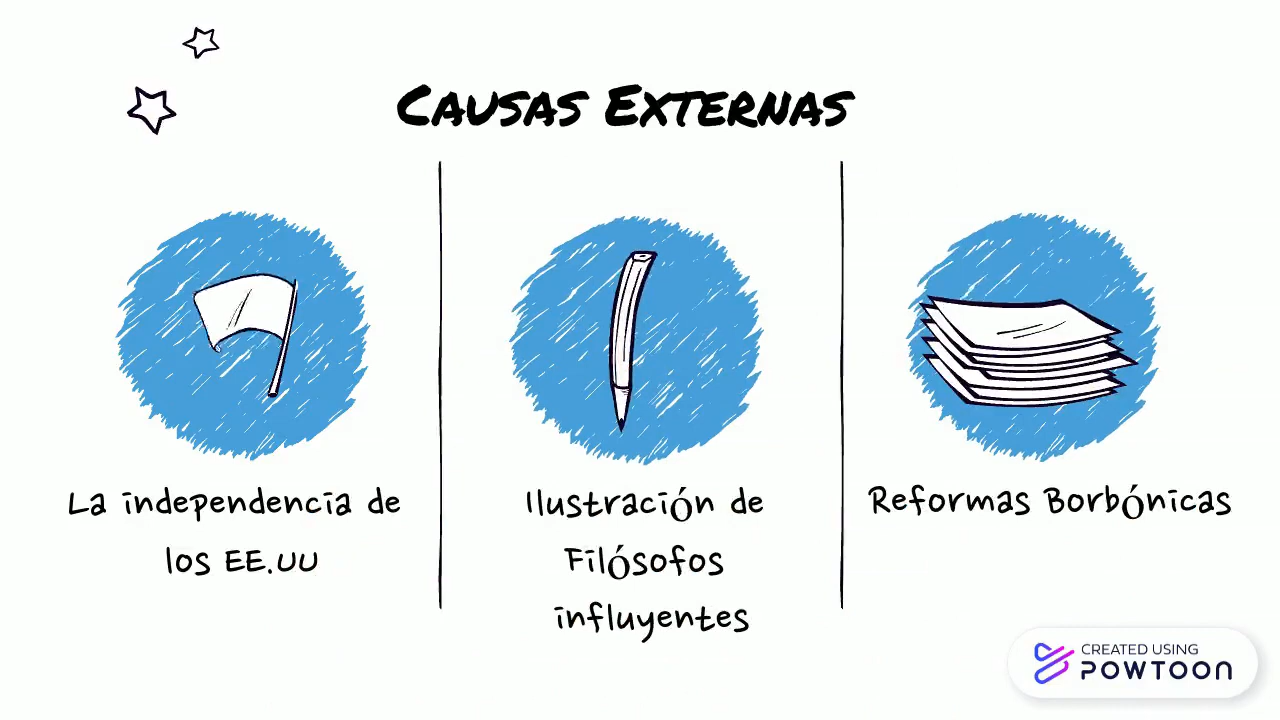 Causas Externas
La independencia de
los EE.UU
Ilustración de
Filósofos
influyentes
Reformas Borbónicas
CREATED USING
POWTOON